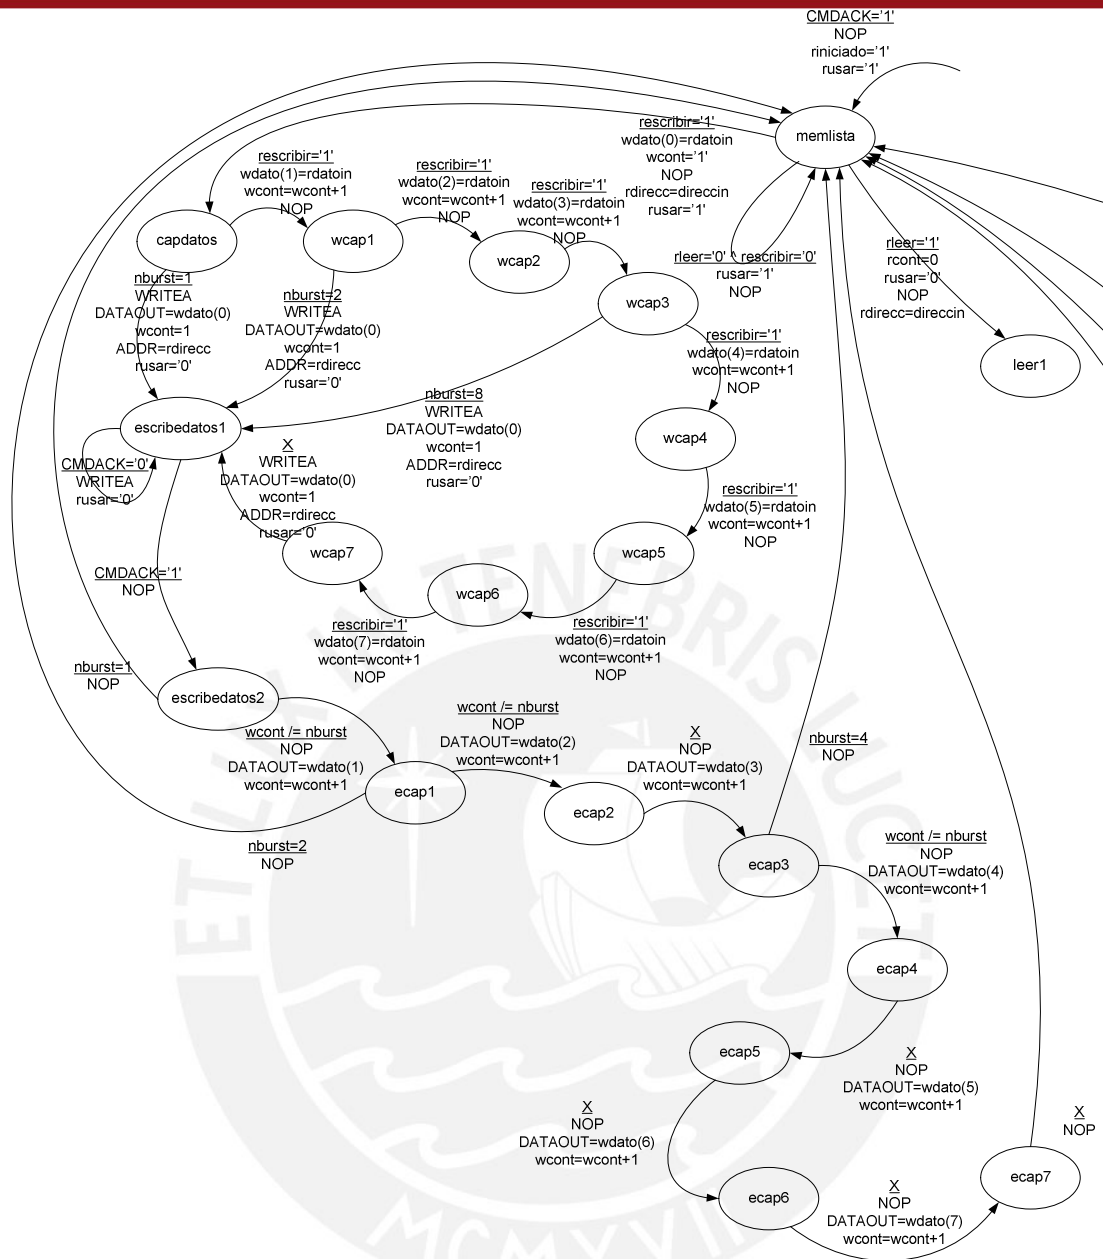 CMDACK='1'
NOP
riniciado='1'
rusar='1'
memlista
rescribir='1'
wdato(0)=rdatoin
wcont='1'
NOP
rdirecc=direccin
rusar='1'
rescribir='1'
wdato(1)=rdatoin
wcont=wcont+1
NOP
rescribir='1'
wdato(2)=rdatoin
wcont=wcont+1
NOP
rescribir='1'
wdato(3)=rdatoin
wcont=wcont+1
NOP
capdatos
wcap1
wcap2
wcap3
rleer='0' ^ rescribir='0'
rusar='1'
NOP
rleer='1'
rcont=0
rusar='0'
NOP
rdirecc=direccin
leer1
nburst=1
WRITEA
DATAOUT=wdato(0)
wcont=1
ADDR=rdirecc
rusar='0'
nburst=2
WRITEA
DATAOUT=wdato(0)
wcont=1
ADDR=rdirecc
rusar='0'
rescribir='1'
wdato(4)=rdatoin
wcont=wcont+1
NOP
nburst=8
WRITEA
DATAOUT=wdato(0)
wcont=1
ADDR=rdirecc
rusar='0'
escribedatos1
wcap4
X
WRITEA
DATAOUT=wdato(0)
wcont=1
ADDR=rdirecc
rusar='0'
CMDACK='0'
WRITEA
rusar='0'
rescribir='1'
wdato(5)=rdatoin
wcont=wcont+1
NOP
wcap7
wcap6
wcap5
CMDACK='1'
NOP
rescribir='1'
wdato(7)=rdatoin
wcont=wcont+1
NOP
rescribir='1'
wdato(6)=rdatoin
wcont=wcont+1
NOP
nburst=1
NOP
escribedatos2
wcont /= nburst
NOP
DATAOUT=wdato(1)
wcont=wcont+1
wcont /= nburst
NOP
DATAOUT=wdato(2)
wcont=wcont+1
X
NOP
DATAOUT=wdato(3)
wcont=wcont+1
nburst=4
NOP
ecap1
ecap2
nburst=2
NOP
ecap3
wcont /= nburst
NOP
DATAOUT=wdato(4)
wcont=wcont+1
ecap4
ecap5
X
NOP
DATAOUT=wdato(5)
wcont=wcont+1
X
NOP
DATAOUT=wdato(6)
wcont=wcont+1
X
NOP
ecap6
X
NOP
DATAOUT=wdato(7)
wcont=wcont+1
ecap7
ET LUX IN TENEBRIS LUCET
MCMXVII